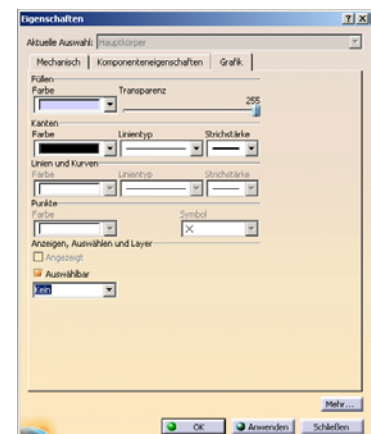 Eigenschaften
Aktuelle Auswahl: Hauptkörper
Mechanisch Komponenteneigenschaften Grafik
Füllen
Farbe Transparenz
255
Kanten
Farbe Linientyp Strichstärke
Linien und Kurven
Farbe Linientyp Strichstärke
Punkte
Farbe Symbol
Anzeigen, Auswählen und Layer
Angezeigt
Auswählbar
Kein
Mehr...
OK Anwenden Schließen